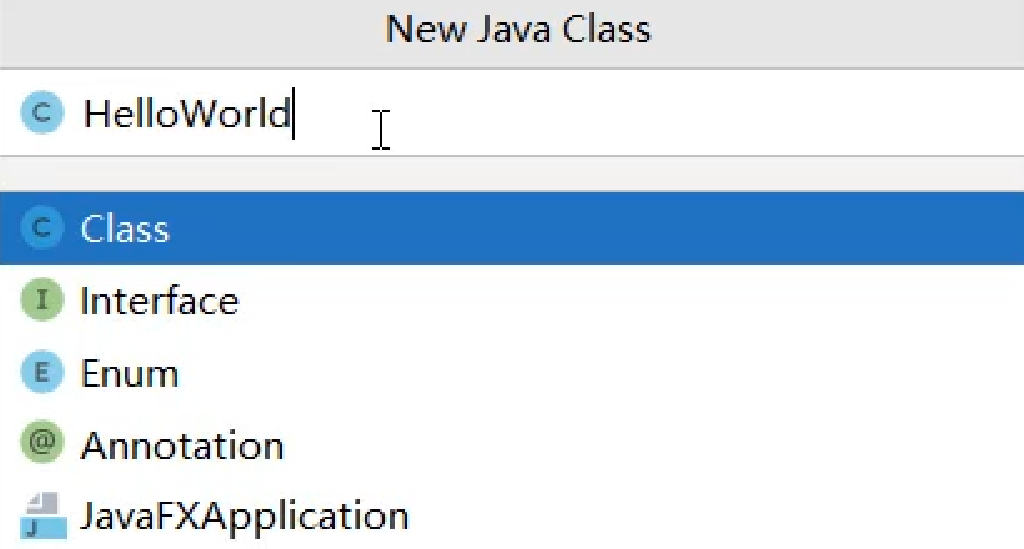 New Java Class
C HelloWorld
C Class
I Interface
E Enum
@ Annotation
J JavaFXApplication